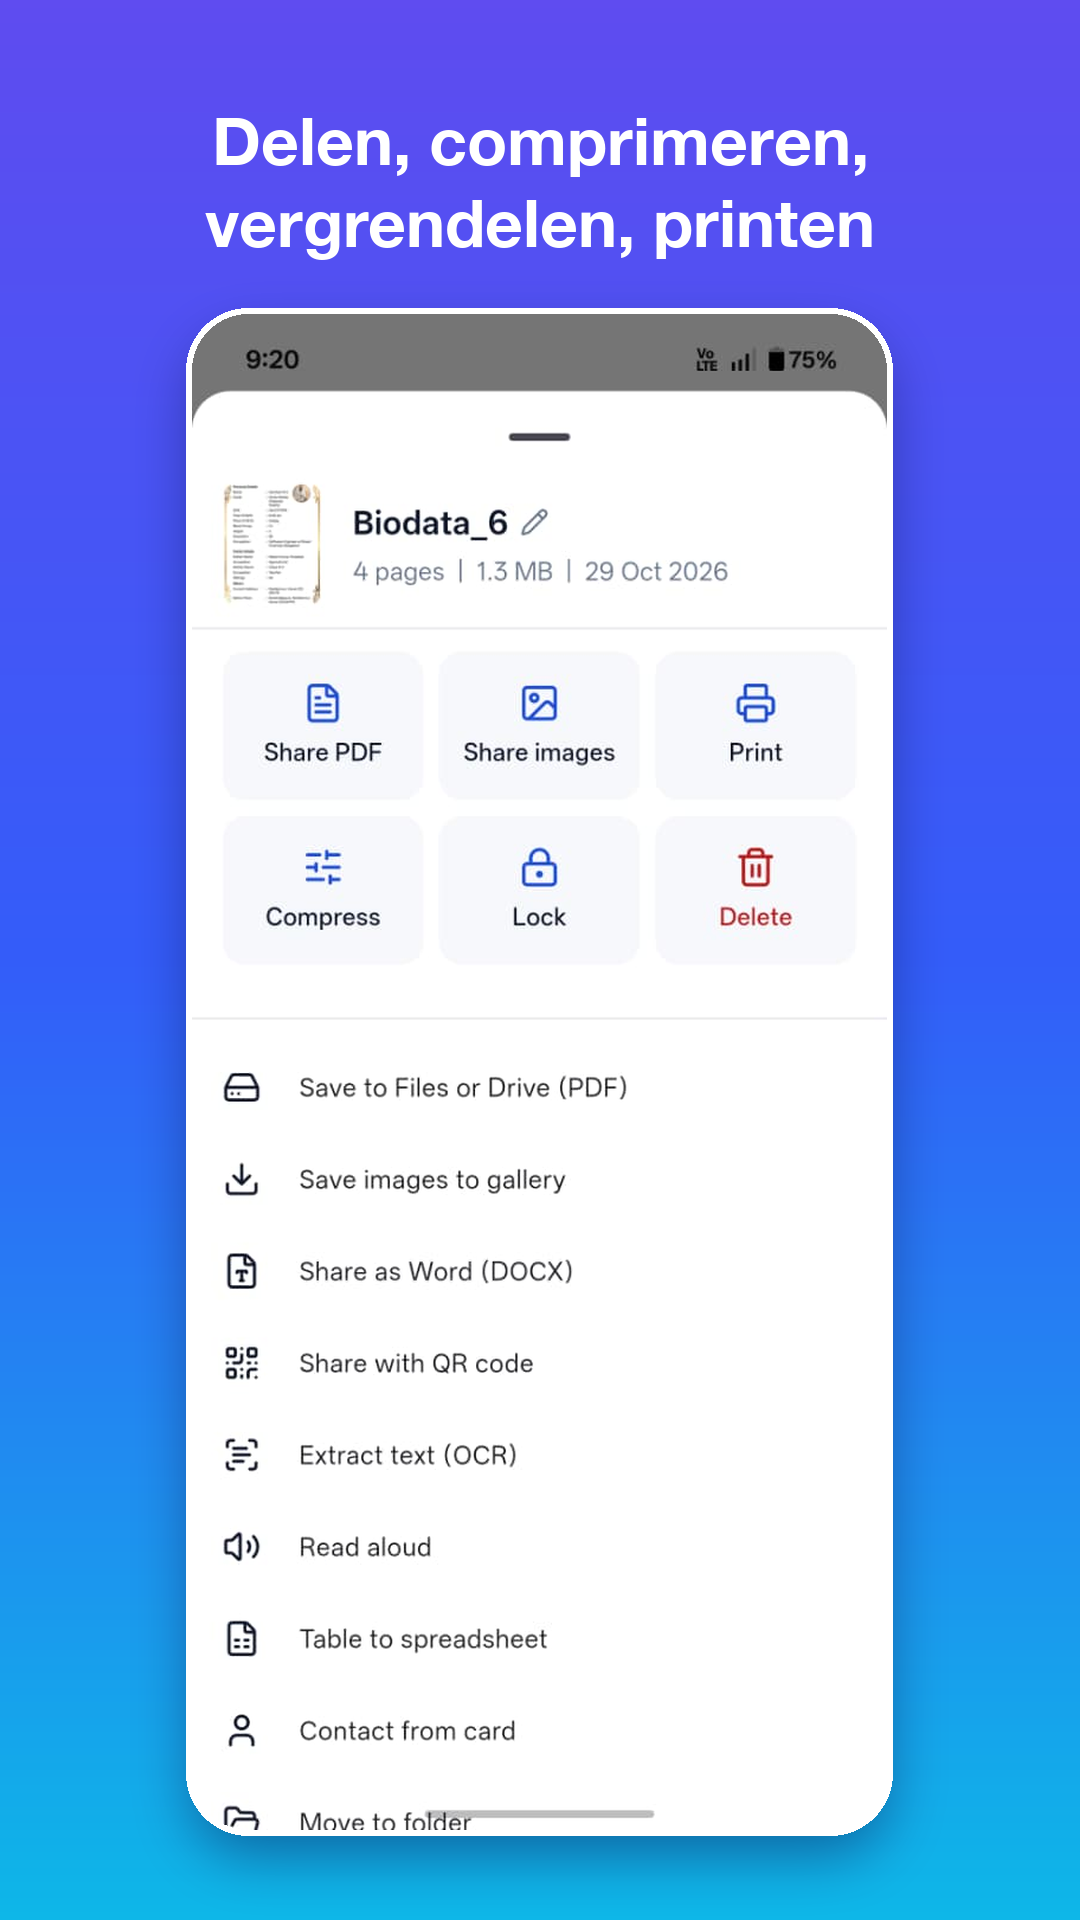 Delen, comprimeren,
vergrendelen, printen
9:20
Vo LTE 75%
Biodata_6
4 pages | 1.3 MB | 29 Oct 2026
Share PDF
Share images
Print
Compress
Lock
Delete
Save to Files or Drive (PDF)
Save images to gallery
Share as Word (DOCX)
Share with QR code
Extract text (OCR)
Read aloud
Table to spreadsheet
Contact from card
Move to folder